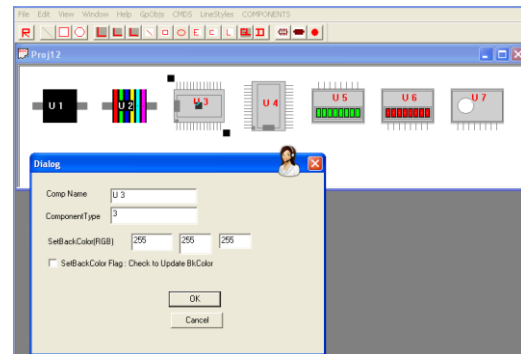 File Edit View Window Help GpObjs CMDS LineStyles COMPONENTS
R E C L
Proj12
U 1 U 2 U 3 U 4 U 5 U 6 U 7
Dialog
Comp Name U 3
ComponentType 3
SetBackColor(RGB) 255 255 255
SetBackColor Flag : Check to Update BkColor
OK
Cancel